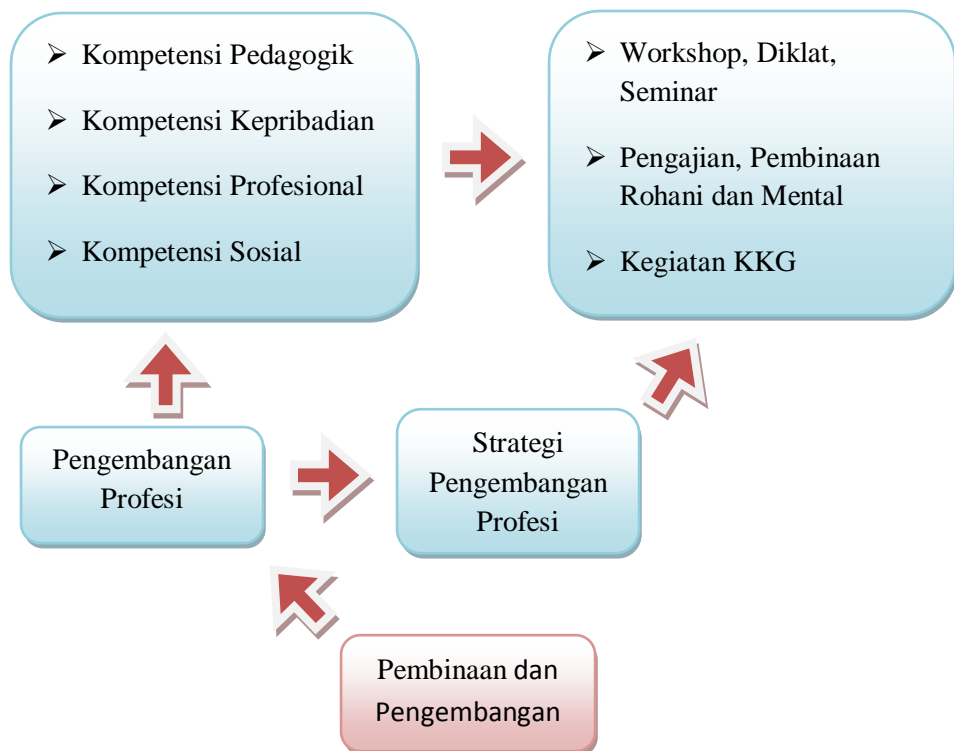 ➢ Kompetensi Pedagogik
➢ Kompetensi Kepribadian
➢ Kompetensi Profesional
➢ Kompetensi Sosial
➢ Workshop, Diklat,
Seminar
➢ Pengajian, Pembinaan
Rohani dan Mental
➢ Kegiatan KKG
Pengembangan
Profesi
Strategi
Pengembangan
Profesi
Pembinaan dan
Pengembangan